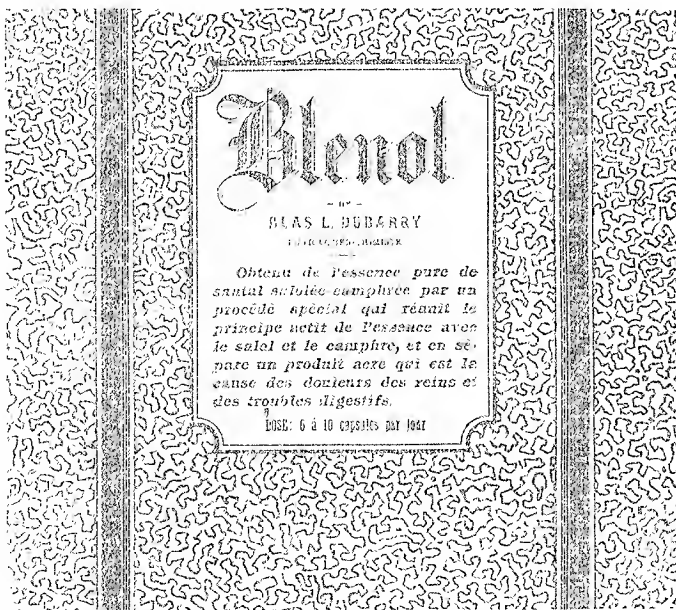 Blenol
- DE -
BLAS L. DUBARRY
Obtenu de l'essence pure de
santal salolée-camphrée par un
procédé spécial qui réunit le
principe actif de l'essence avec
le salol et le camphre, et en sé-
pare un produit acre qui est la
cause des douleurs des reins et
des troubles digestifs.
DOSE: 6 à 10 capsules par jour